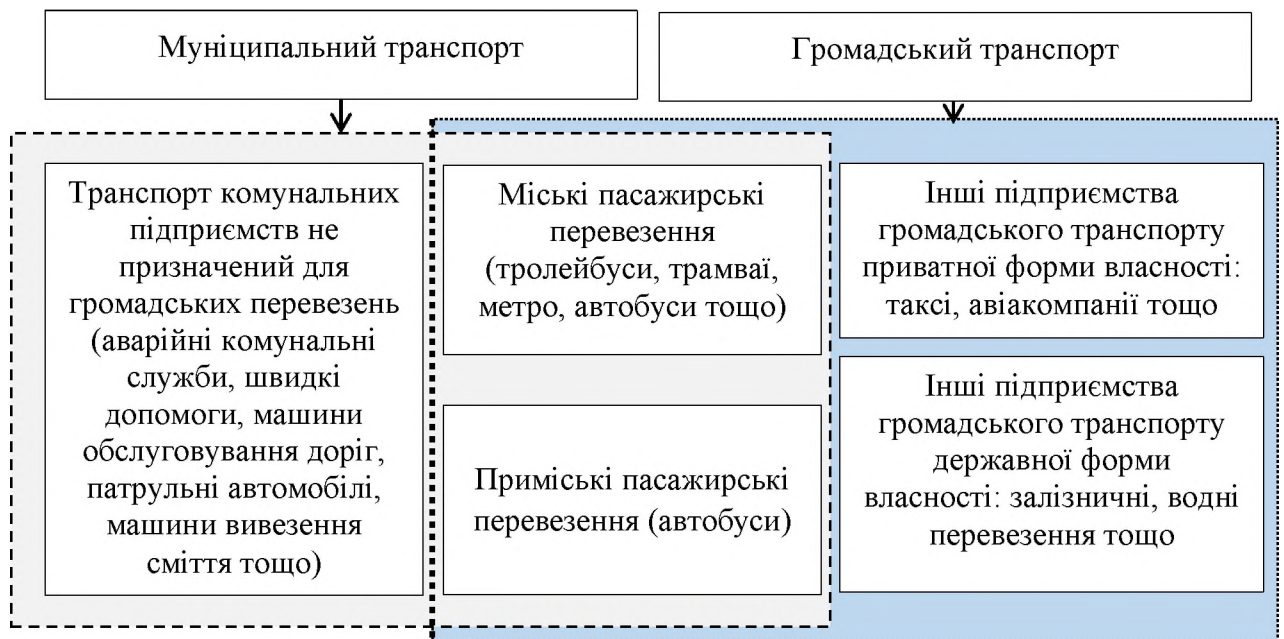 Муніципальний транспорт
Громадський транспорт
Транспорт комунальних
підприємств не
призначений для
громадських перевезень
(аварійні комунальні
служби, швидкі
допомоги, машини
обслуговування доріг,
патрульні автомобілі,
машини вивезення
сміття тощо)
Міські пасажирські
перевезення
(тролейбуси, трамваї,
метро, автобуси тощо)
Приміські пасажирські
перевезення (автобуси)
Інші підприємства
громадського транспорту
приватної форми власності:
таксі, авіакомпанії тощо
Інші підприємства
громадського транспорту
державної форми
власності: залізничні, водні
перевезення тощо